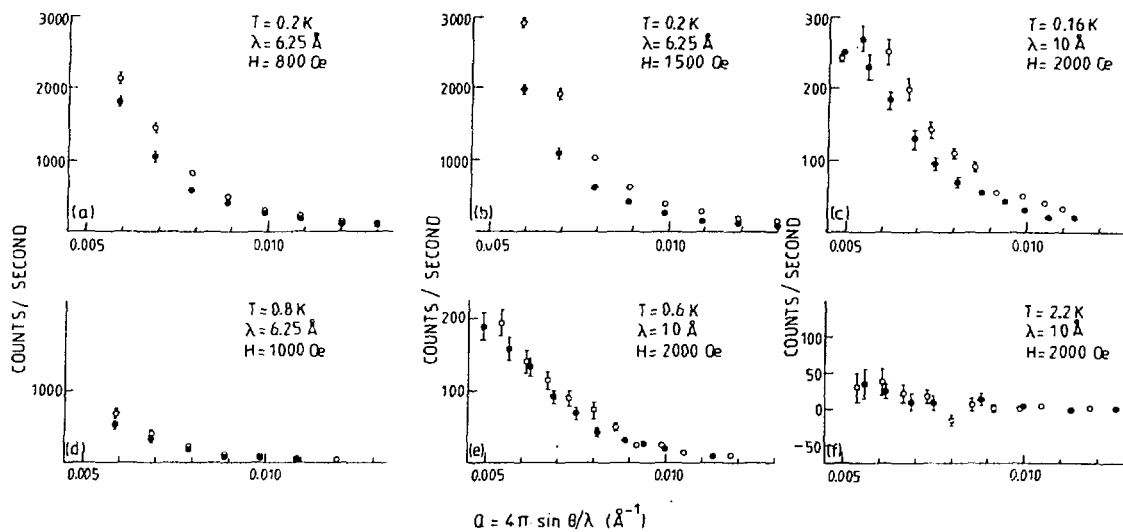 3000
2000
1000
T = 0.2 K
λ = 6.25 Å
H = 800 Oe
(a)
0.005
0.010
3000
2000
1000
T = 0.2 K
λ = 6.25 Å
H = 1500 Oe
(b)
0.005
0.010
300
200
100
T = 0.16 K
λ = 10 Å
H = 2000 Oe
(c)
0.005
0.010
COUNTS / SECOND
COUNTS / SECOND
COUNTS / SECOND
1000
T = 0.8 K
λ = 6.25 Å
H = 1000 Oe
(d)
0.005
0.010
200
100
T = 0.6 K
λ = 10 Å
H = 2000 Oe
(e)
0.005
0.010
100
50
0
-50
T = 2.2 K
λ = 10 Å
H = 2000 Oe
(f)
0.005
0.010
Q = 4π sin θ/λ (Å⁻¹)